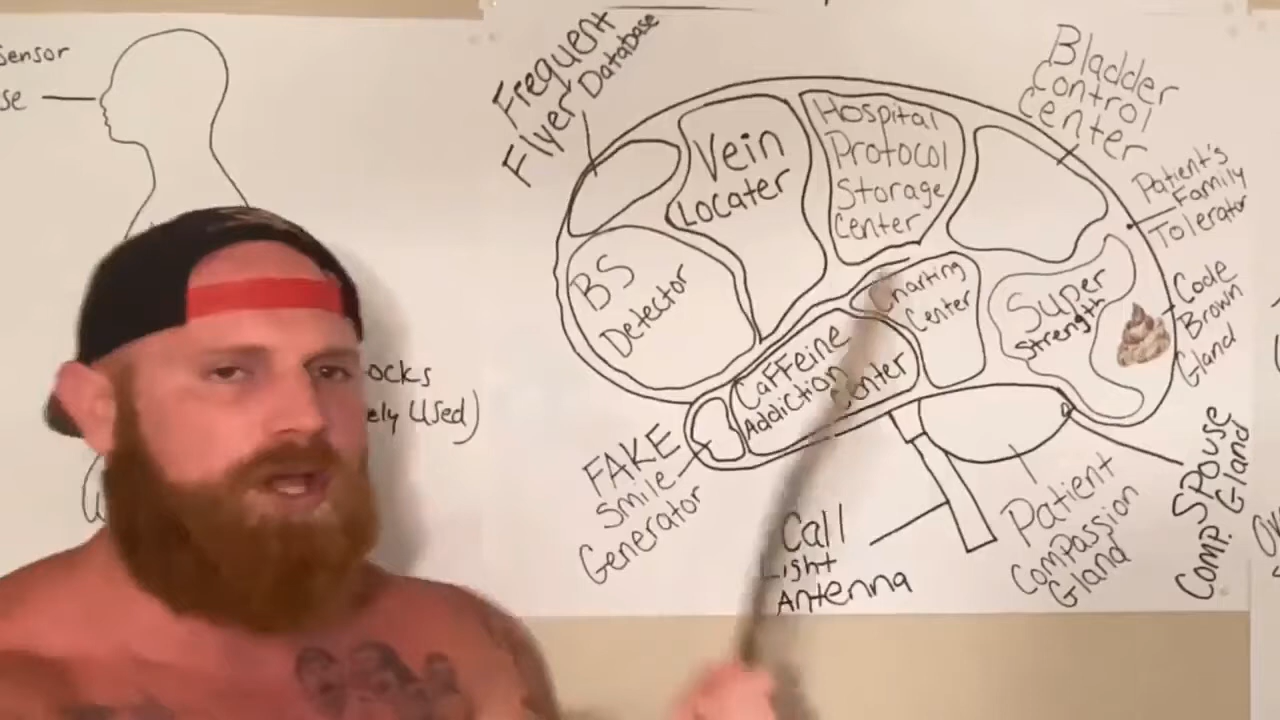 Sensor
Frequent
Flyer Database
Vein
Locater
Hospital
Protocol
Storage
Center
Bladder
Control
Center
Patient's
Family
Tolerator
BS
Detector
Charting
Center
Super
Strength
Code
Brown
Gland
Caffeine
Addiction
Center
FAKE
Smile
Generator
Call
Light
Antenna
Patient
Compassion
Gland
Spouse
Comp. Gland
ocks
ely Used)